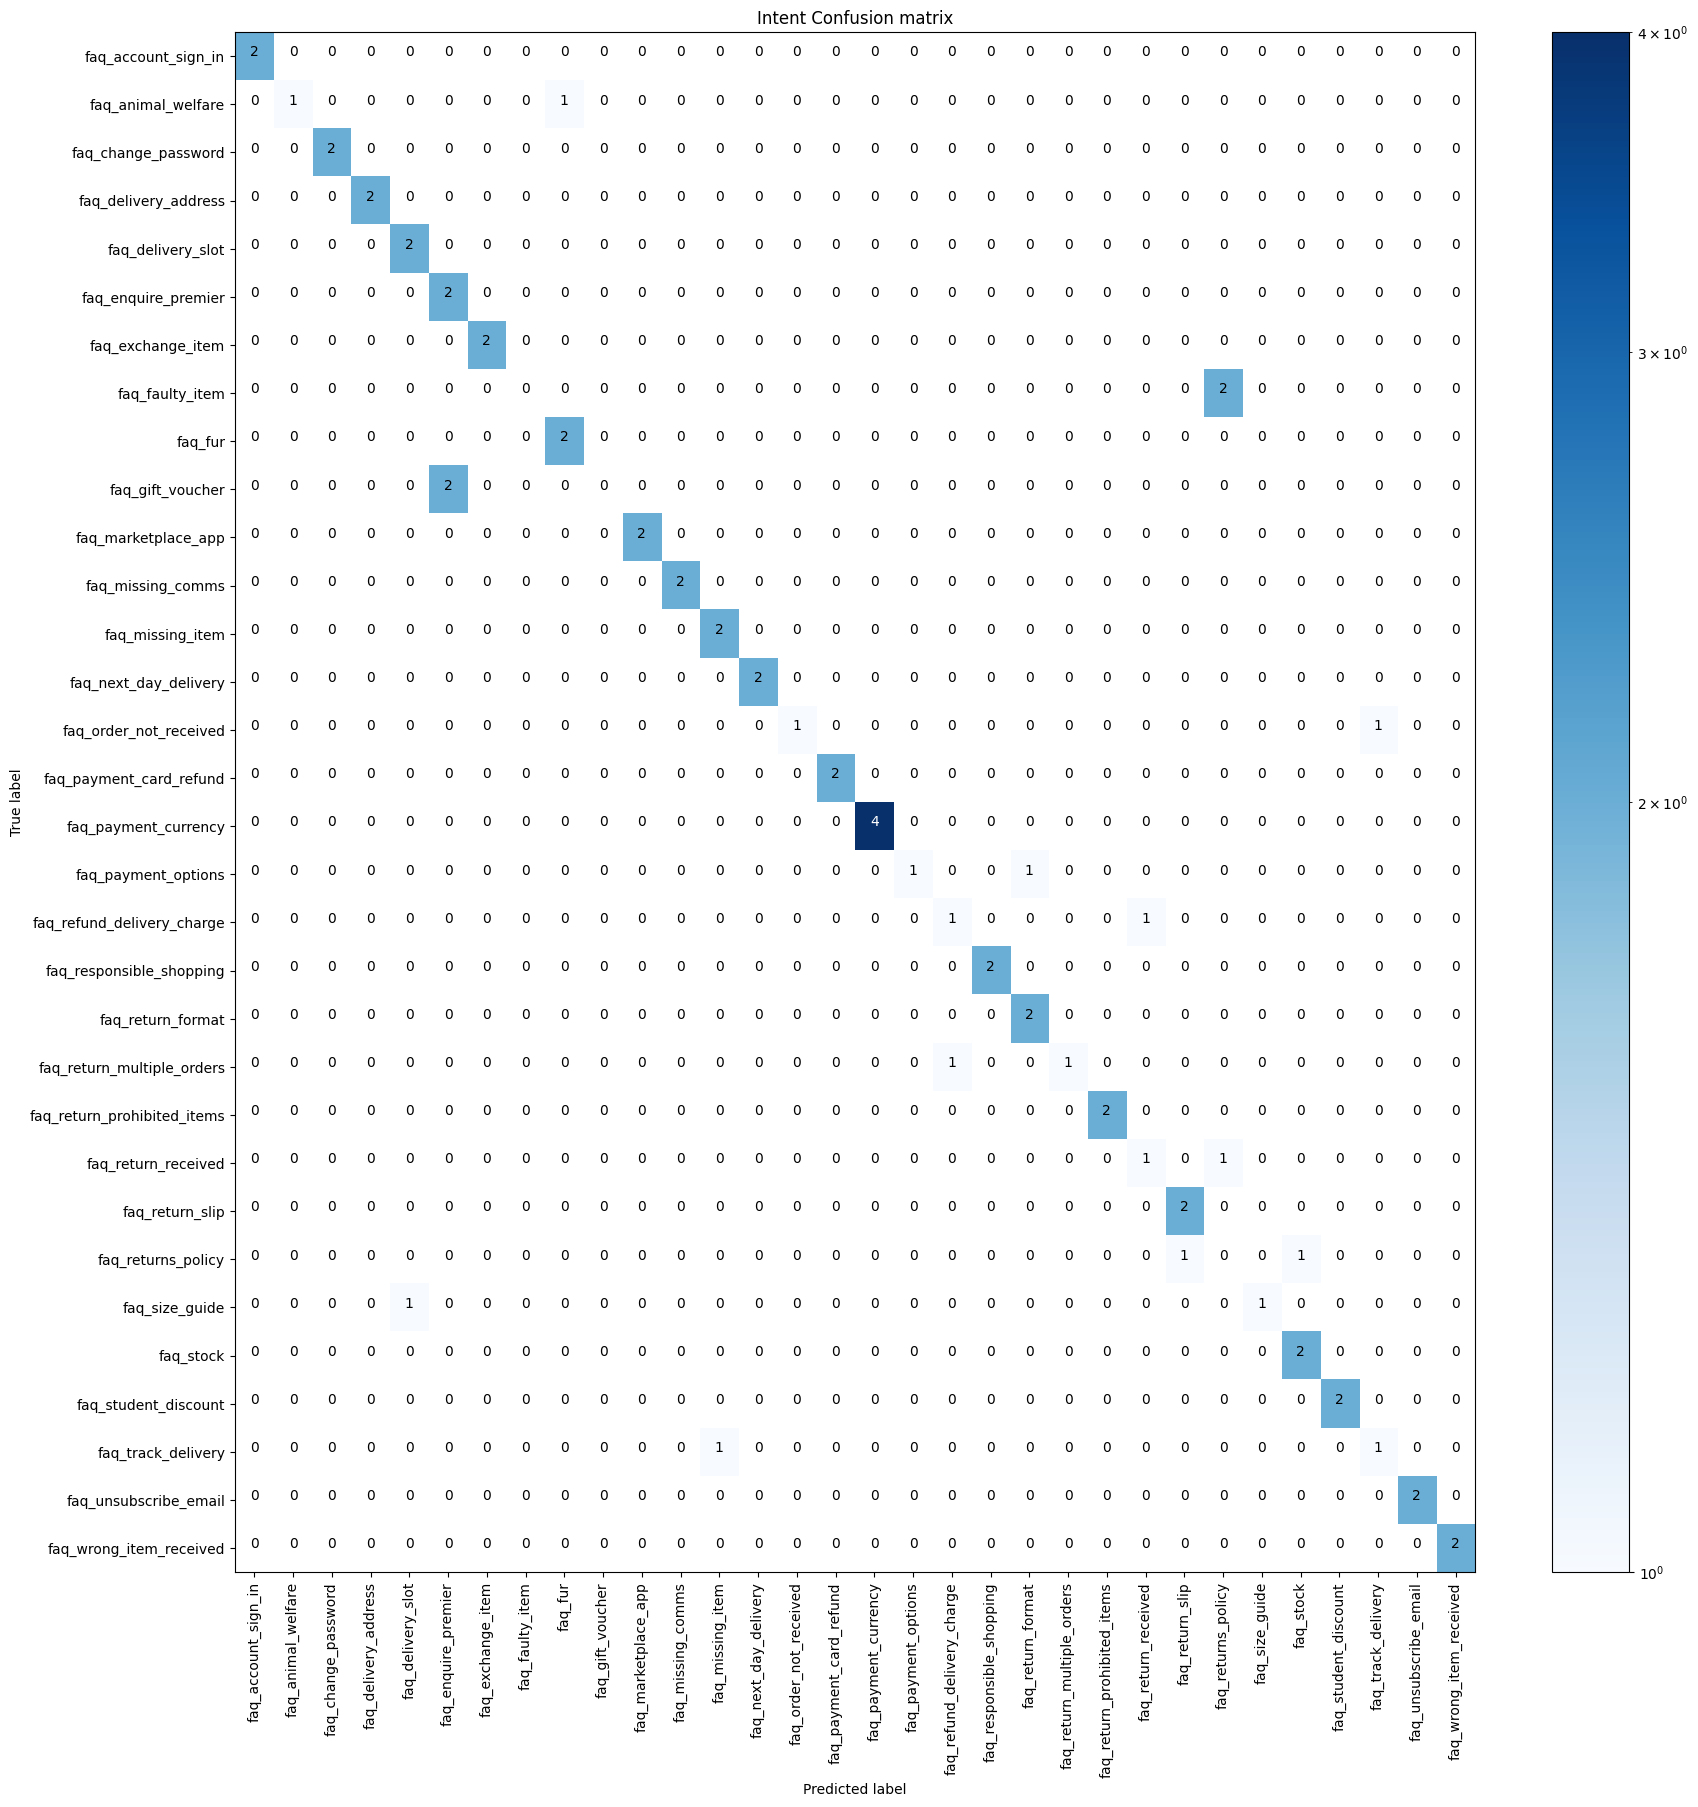 Intent Confusion matrix
faq_account_sign_in 2 0 0 0 0 0 0 0 0 0 0 0 0 0 0 0 0 0 0 0 0 0 0 0 0 0 0 0 0 0 0 0
faq_animal_welfare 0 1 0 0 0 0 0 0 1 0 0 0 0 0 0 0 0 0 0 0 0 0 0 0 0 0 0 0 0 0 0 0
faq_change_password 0 0 2 0 0 0 0 0 0 0 0 0 0 0 0 0 0 0 0 0 0 0 0 0 0 0 0 0 0 0 0 0
faq_delivery_address 0 0 0 2 0 0 0 0 0 0 0 0 0 0 0 0 0 0 0 0 0 0 0 0 0 0 0 0 0 0 0 0
faq_delivery_slot 0 0 0 0 2 0 0 0 0 0 0 0 0 0 0 0 0 0 0 0 0 0 0 0 0 0 0 0 0 0 0 0
faq_enquire_premier 0 0 0 0 0 2 0 0 0 0 0 0 0 0 0 0 0 0 0 0 0 0 0 0 0 0 0 0 0 0 0 0
faq_exchange_item 0 0 0 0 0 0 2 0 0 0 0 0 0 0 0 0 0 0 0 0 0 0 0 0 0 0 0 0 0 0 0 0
faq_faulty_item 0 0 0 0 0 0 0 0 0 0 0 0 0 0 0 0 0 0 0 0 0 0 0 0 0 2 0 0 0 0 0 0
faq_fur 0 0 0 0 0 0 0 0 2 0 0 0 0 0 0 0 0 0 0 0 0 0 0 0 0 0 0 0 0 0 0 0
faq_gift_voucher 0 0 0 0 0 2 0 0 0 0 0 0 0 0 0 0 0 0 0 0 0 0 0 0 0 0 0 0 0 0 0 0
faq_marketplace_app 0 0 0 0 0 0 0 0 0 0 2 0 0 0 0 0 0 0 0 0 0 0 0 0 0 0 0 0 0 0 0 0
faq_missing_comms 0 0 0 0 0 0 0 0 0 0 0 2 0 0 0 0 0 0 0 0 0 0 0 0 0 0 0 0 0 0 0 0
faq_missing_item 0 0 0 0 0 0 0 0 0 0 0 0 2 0 0 0 0 0 0 0 0 0 0 0 0 0 0 0 0 0 0 0
faq_next_day_delivery 0 0 0 0 0 0 0 0 0 0 0 0 0 2 0 0 0 0 0 0 0 0 0 0 0 0 0 0 0 0 0 0
faq_order_not_received 0 0 0 0 0 0 0 0 0 0 0 0 0 0 1 0 0 0 0 0 0 0 0 0 0 0 0 0 0 1 0 0
faq_payment_card_refund 0 0 0 0 0 0 0 0 0 0 0 0 0 0 0 2 0 0 0 0 0 0 0 0 0 0 0 0 0 0 0 0
faq_payment_currency 0 0 0 0 0 0 0 0 0 0 0 0 0 0 0 0 4 0 0 0 0 0 0 0 0 0 0 0 0 0 0 0
faq_payment_options 0 0 0 0 0 0 0 0 0 0 0 0 0 0 0 0 0 1 0 0 1 0 0 0 0 0 0 0 0 0 0 0
faq_refund_delivery_charge 0 0 0 0 0 0 0 0 0 0 0 0 0 0 0 0 0 0 1 0 0 0 0 1 0 0 0 0 0 0 0 0
faq_responsible_shopping 0 0 0 0 0 0 0 0 0 0 0 0 0 0 0 0 0 0 0 2 0 0 0 0 0 0 0 0 0 0 0 0
faq_return_format 0 0 0 0 0 0 0 0 0 0 0 0 0 0 0 0 0 0 0 0 2 0 0 0 0 0 0 0 0 0 0 0
faq_return_multiple_orders 0 0 0 0 0 0 0 0 0 0 0 0 0 0 0 0 0 0 1 0 0 1 0 0 0 0 0 0 0 0 0 0
faq_return_prohibited_items 0 0 0 0 0 0 0 0 0 0 0 0 0 0 0 0 0 0 0 0 0 0 2 0 0 0 0 0 0 0 0 0
faq_return_received 0 0 0 0 0 0 0 0 0 0 0 0 0 0 0 0 0 0 0 0 0 0 0 1 0 1 0 0 0 0 0 0
faq_return_slip 0 0 0 0 0 0 0 0 0 0 0 0 0 0 0 0 0 0 0 0 0 0 0 0 2 0 0 0 0 0 0 0
faq_returns_policy 0 0 0 0 0 0 0 0 0 0 0 0 0 0 0 0 0 0 0 0 0 0 0 0 1 0 0 1 0 0 0 0
faq_size_guide 0 0 0 0 1 0 0 0 0 0 0 0 0 0 0 0 0 0 0 0 0 0 0 0 0 0 1 0 0 0 0 0
faq_stock 0 0 0 0 0 0 0 0 0 0 0 0 0 0 0 0 0 0 0 0 0 0 0 0 0 0 0 2 0 0 0 0
faq_student_discount 0 0 0 0 0 0 0 0 0 0 0 0 0 0 0 0 0 0 0 0 0 0 0 0 0 0 0 0 2 0 0 0
faq_track_delivery 0 0 0 0 0 0 0 0 0 0 0 0 1 0 0 0 0 0 0 0 0 0 0 0 0 0 0 0 0 1 0 0
faq_unsubscribe_email 0 0 0 0 0 0 0 0 0 0 0 0 0 0 0 0 0 0 0 0 0 0 0 0 0 0 0 0 0 0 2 0
faq_wrong_item_received 0 0 0 0 0 0 0 0 0 0 0 0 0 0 0 0 0 0 0 0 0 0 0 0 0 0 0 0 0 0 0 2
True label
faq_account_sign_in
faq_animal_welfare
faq_change_password
faq_delivery_address
faq_delivery_slot
faq_enquire_premier
faq_exchange_item
faq_faulty_item
faq_fur
faq_gift_voucher
faq_marketplace_app
faq_missing_comms
faq_missing_item
faq_next_day_delivery
faq_order_not_received
faq_payment_card_refund
faq_payment_currency
faq_payment_options
faq_refund_delivery_charge
faq_responsible_shopping
faq_return_format
faq_return_multiple_orders
faq_return_prohibited_items
faq_return_received
faq_return_slip
faq_returns_policy
faq_size_guide
faq_stock
faq_student_discount
faq_track_delivery
faq_unsubscribe_email
faq_wrong_item_received
Predicted label
4 × 10⁰
3 × 10⁰
2 × 10⁰
10⁰